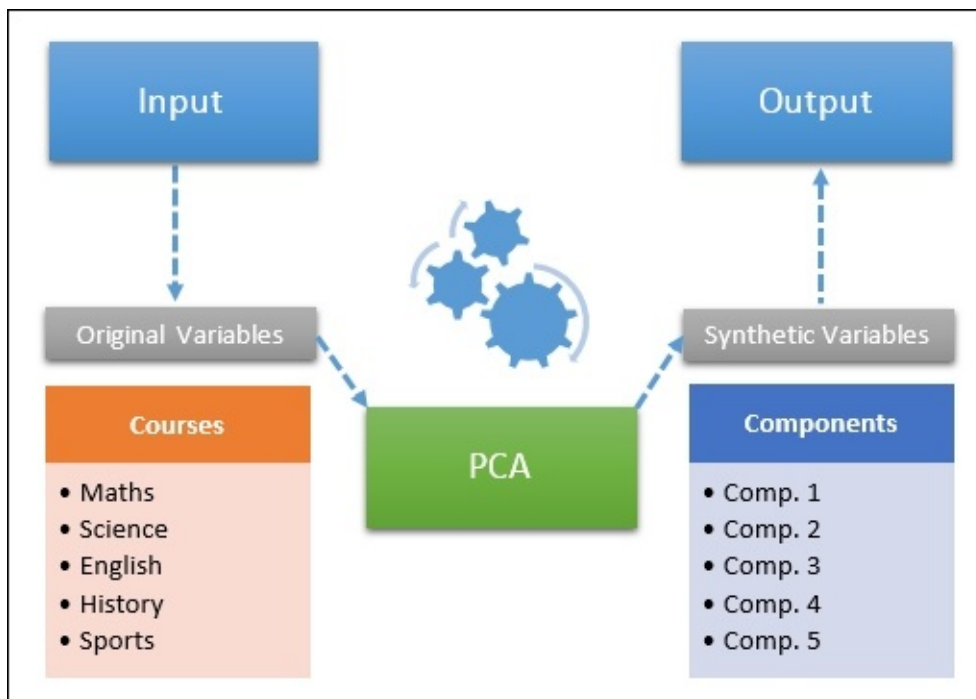 Input
Output
Original Variables
Synthetic Variables
Courses
• Maths
• Science
• English
• History
• Sports
PCA
Components
• Comp. 1
• Comp. 2
• Comp. 3
• Comp. 4
• Comp. 5